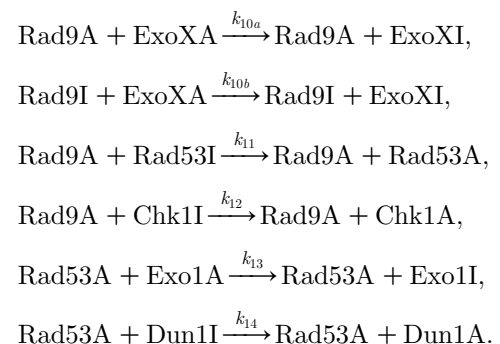 Rad9A + ExoXA —k10a→ Rad9A + ExoXI,
Rad9I + ExoXA —k10b→ Rad9I + ExoXI,
Rad9A + Rad53I —k11→ Rad9A + Rad53A,
Rad9A + Chk1I —k12→ Rad9A + Chk1A,
Rad53A + Exo1A —k13→ Rad53A + Exo1I,
Rad53A + Dun1I —k14→ Rad53A + Dun1A.